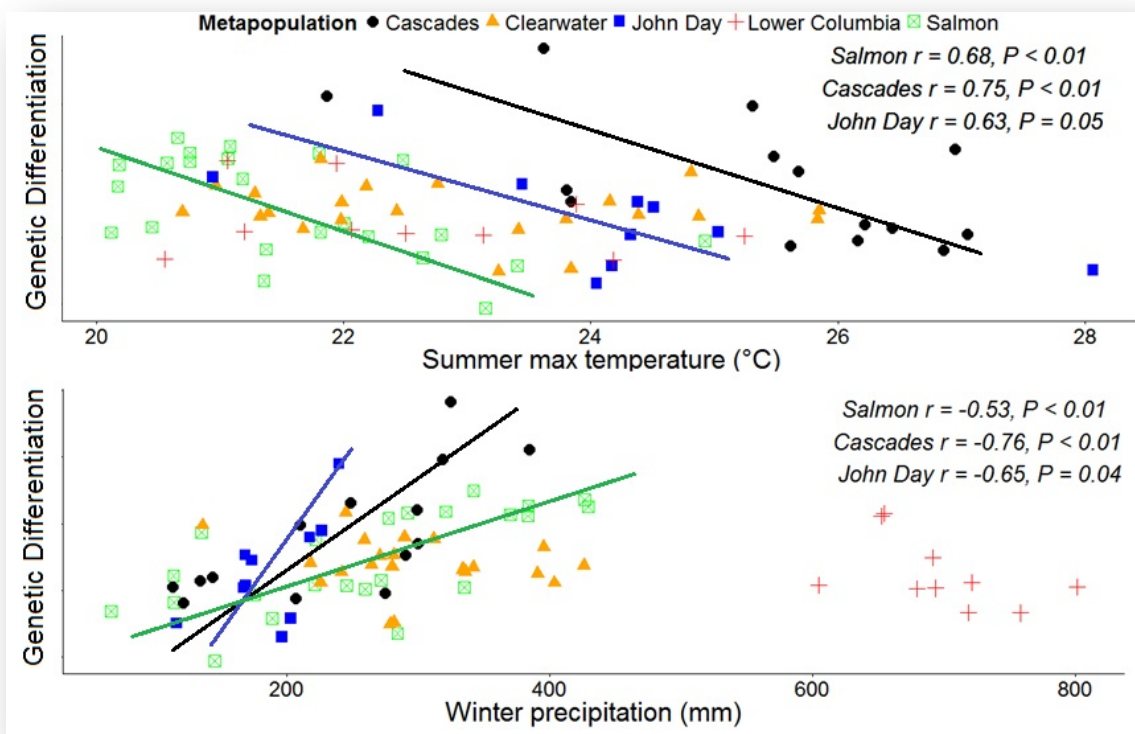 Metapopulation Cascades Clearwater John Day Lower Columbia Salmon
Genetic Differentiation
Salmon r = 0.68, P < 0.01
Cascades r = 0.75, P < 0.01
John Day r = 0.63, P = 0.05
20 22 24 26 28
Summer max temperature (°C)
Genetic Differentiation
Salmon r = -0.53, P < 0.01
Cascades r = -0.76, P < 0.01
John Day r = -0.65, P = 0.04
200 400 600 800
Winter precipitation (mm)